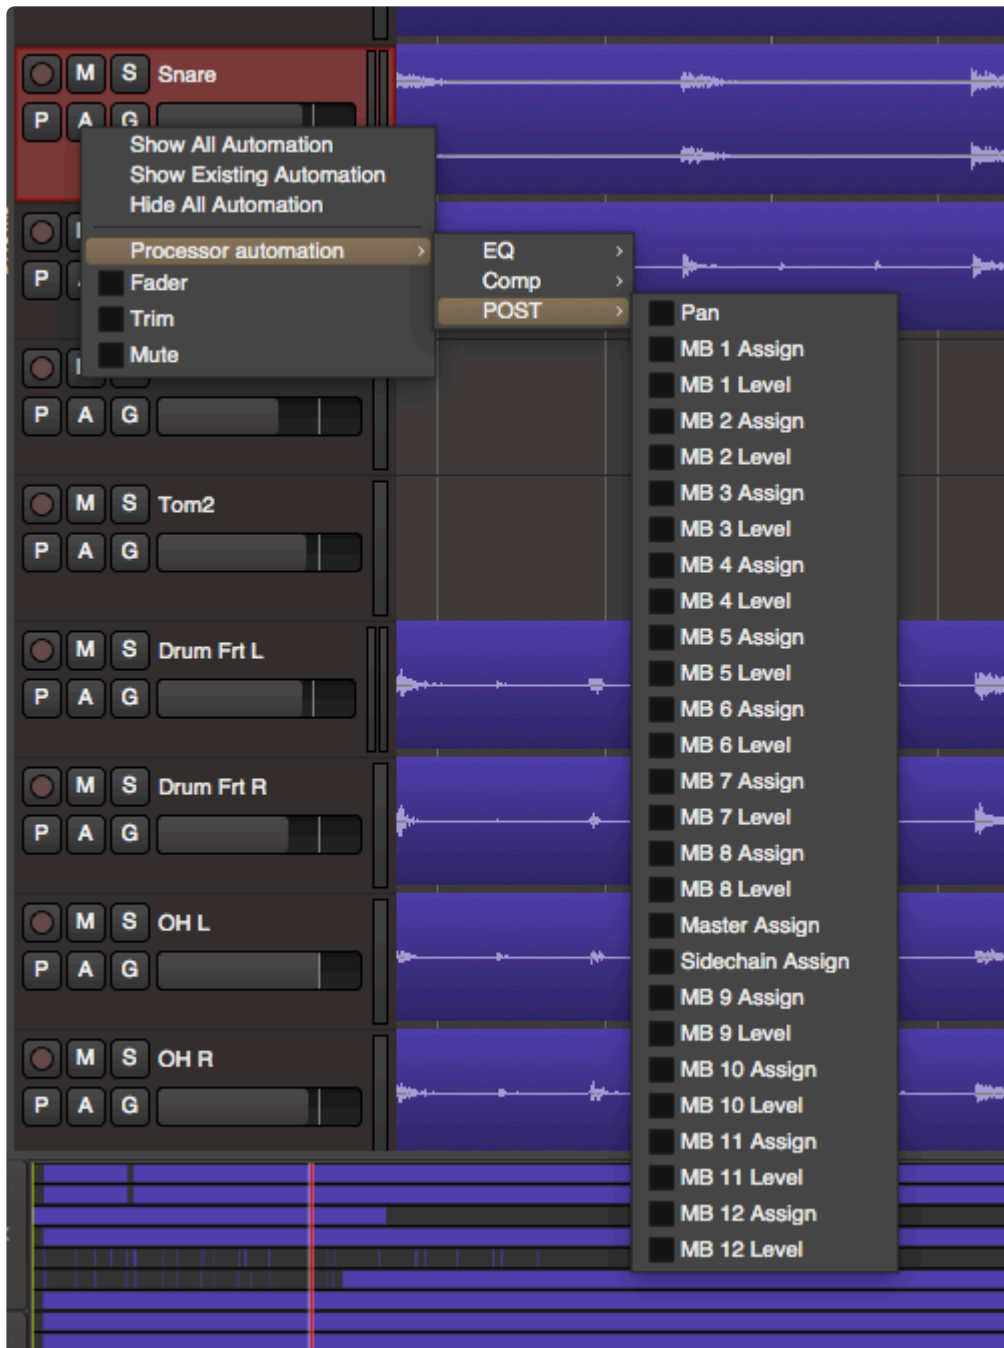 M S Snare
P A G
Show All Automation
Show Existing Automation
Hide All Automation
Processor automation
Fader
Trim
Mute
EQ
Comp
POST
Pan
MB 1 Assign
MB 1 Level
MB 2 Assign
MB 2 Level
MB 3 Assign
MB 3 Level
MB 4 Assign
MB 4 Level
MB 5 Assign
MB 5 Level
MB 6 Assign
MB 6 Level
MB 7 Assign
MB 7 Level
MB 8 Assign
MB 8 Level
Master Assign
Sidechain Assign
MB 9 Assign
MB 9 Level
MB 10 Assign
MB 10 Level
MB 11 Assign
MB 11 Level
MB 12 Assign
MB 12 Level
P
P A G
M S Tom2
P A G
M S Drum Frt L
P A G
M S Drum Frt R
P A G
M S OH L
P A G
M S OH R
P A G